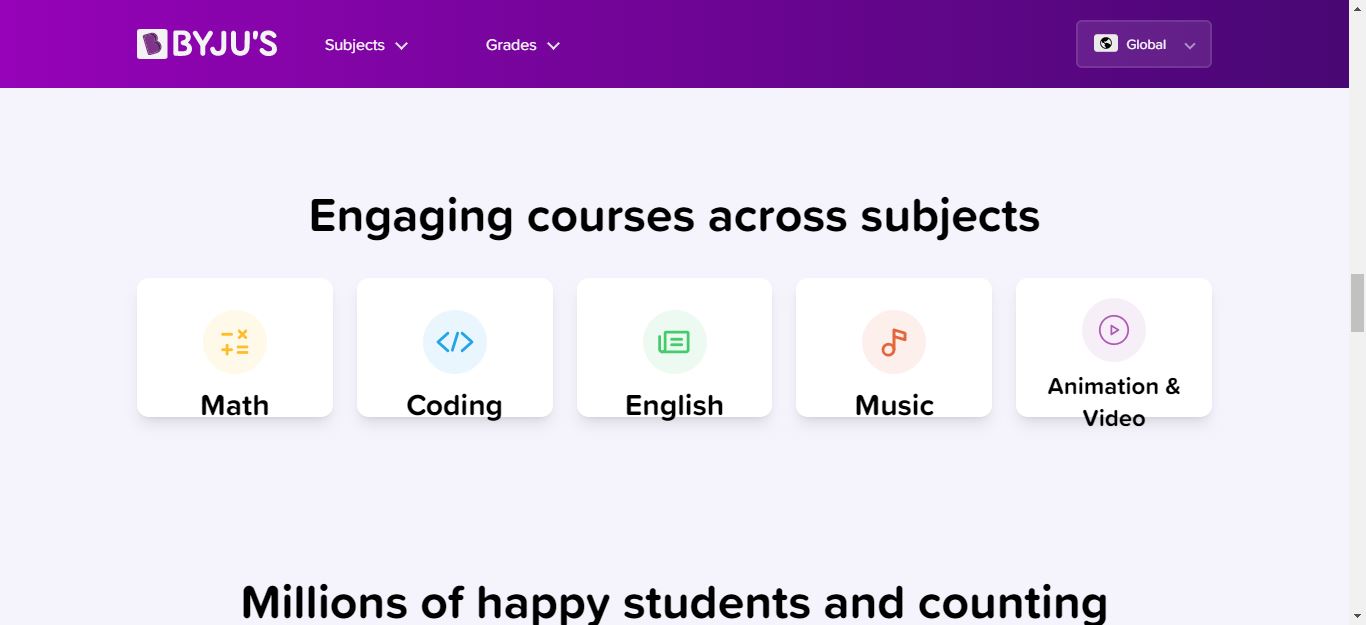 BYJU'S
Subjects
Grades
Global
Engaging courses across subjects
Math
Coding
English
Music
Animation &
Video
Millions of happy students and counting